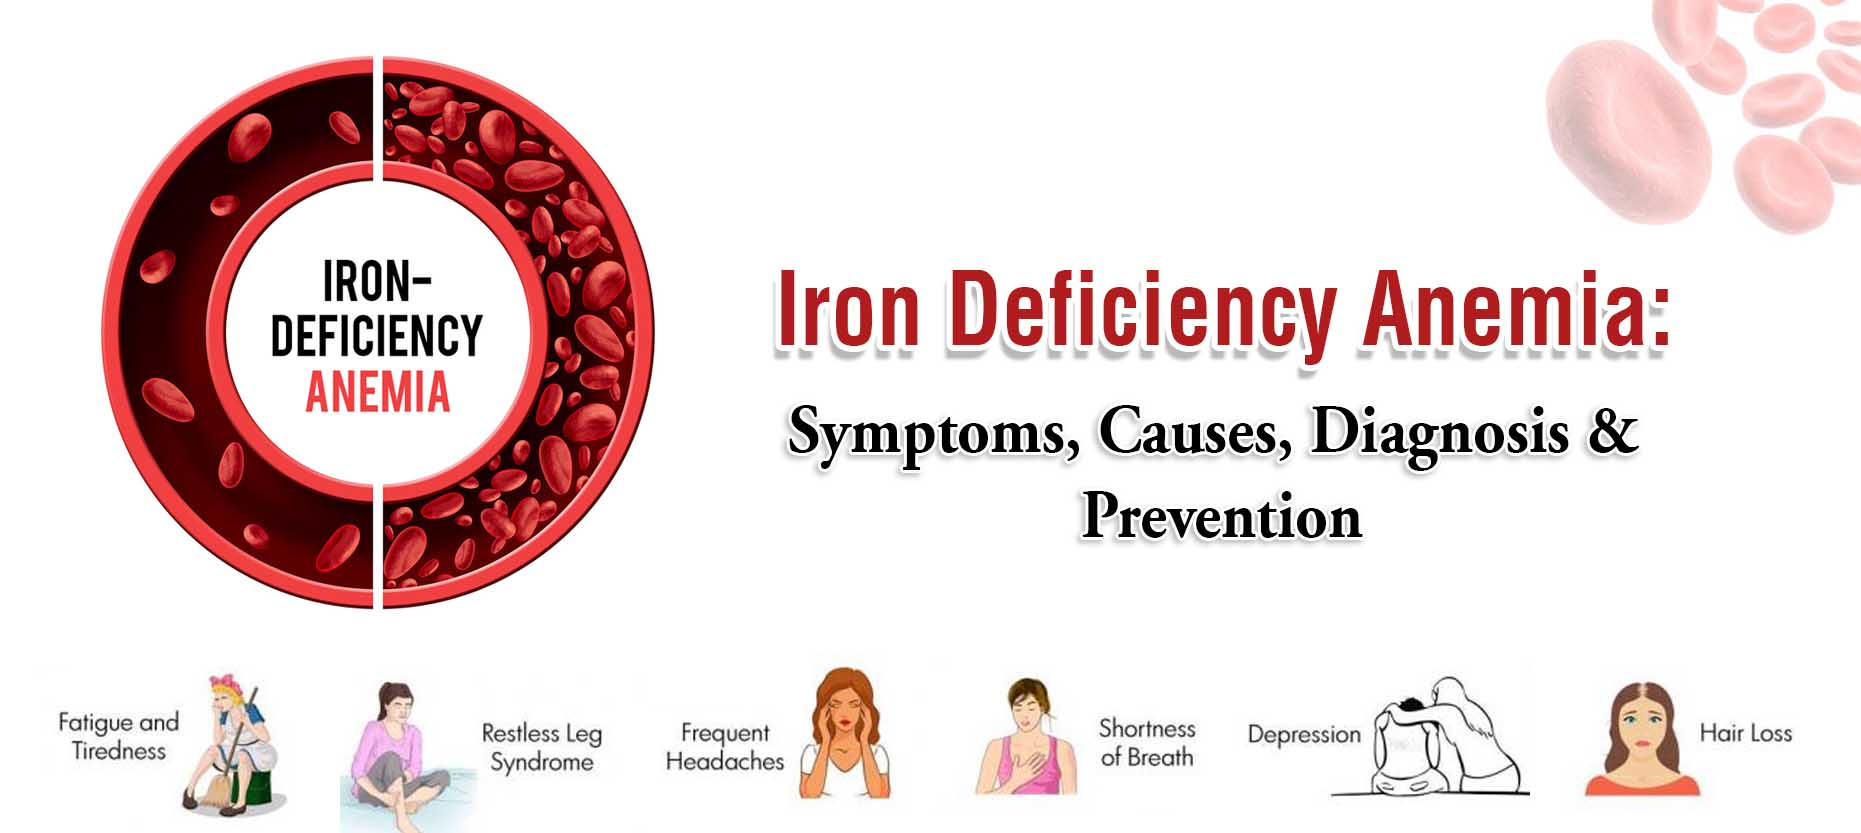 IRON-
DEFICIENCY
ANEMIA
Iron Deficiency Anemia:
Symptoms, Causes, Diagnosis &
Prevention
Fatigue and
Tiredness
Restless Leg
Syndrome
Frequent
Headaches
Shortness
of Breath
Depression
Hair Loss